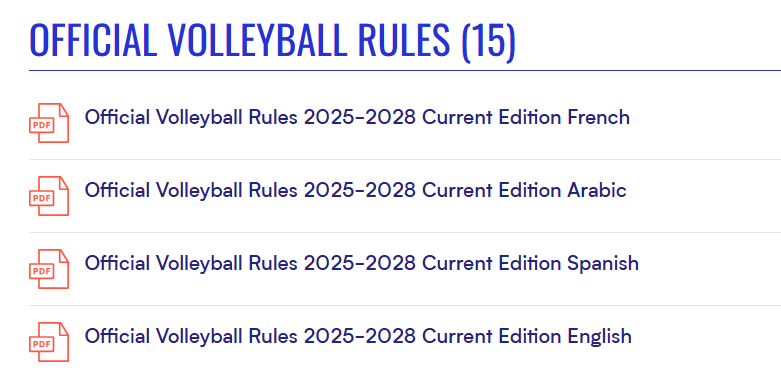 OFFICIAL VOLLEYBALL RULES (15)
PDF Official Volleyball Rules 2025-2028 Current Edition French
PDF Official Volleyball Rules 2025-2028 Current Edition Arabic
PDF Official Volleyball Rules 2025-2028 Current Edition Spanish
PDF Official Volleyball Rules 2025-2028 Current Edition English